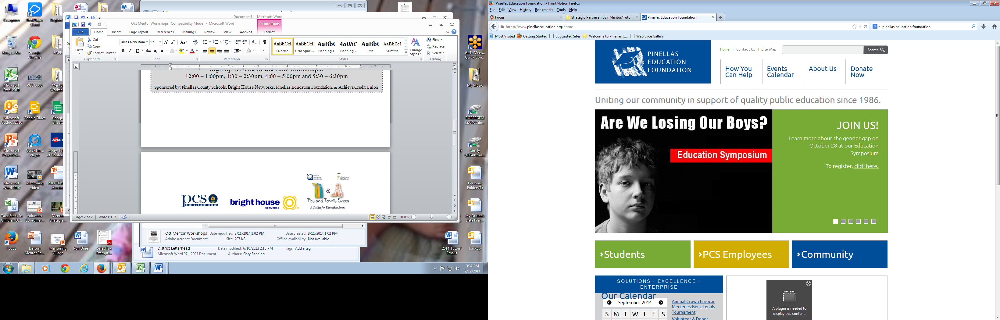 Computer
RealPlayer Cloud
Region
Recycle Bin
Google Chrome
FAPE
Microsoft Excel 2010
PCS Logo
Mento Worksh
Microsoft Outlook 2010
Google Slides
Google Sheets
Microsoft PowerPoi...
QuickTime Player
Avery-Ta of Conten
Microsoft Word 2010
Mentoring video
2014 Distr Meetin
Take Stock In Children 08...
Volunteer Coordinat...
Mentor Strategie...
Focus
Liaison Mentor Re...
Mentoring Village
Ron Diner
Sales Tax Exempti...
Document1 - Microsoft Word
Oct Mentor Workshops [Compatibility Mode] - Microsoft Word
Picture Tools
File Home Insert Page Layout References Mailings Review View Add-Ins Format
Paste
Cut
Copy
Format Painter
Clipboard
Times New Rom 12
Font
Paragraph
AaBbCcI AaBbCcI AaBbC AaBbCc AaBbC AaBbCcI
¶ Normal ¶ No Spaci... Heading 1 Heading 2 Title Subtitle
Styles
Change Styles
Find
Replace
Select
Editing
Sign up for one of the four workshops:
12:00 – 1:00pm, 1:30 – 2:30pm, 4:00 – 5:00pm and 5:30 – 6:30pm
Sponsored by: Pinellas County Schools, Bright House Networks, Pinellas Education Foundation, & Achieva Credit Union
PINELLAS EDUCATION FOUNDATION
Take Stock in Children
pcs
PINELLAS COUNTY SCHOOLS
bright house
NETWORKS
&
Ties and Tennis Shoes
A Strides for Education Event
Page: 2 of 2 Words: 157 100%
Oct Mentor Workshops Date modified: 8/11/2014 1:02 PM Date created: 8/11/2014 1:02 PM
Adobe Acrobat Document Size: 207 KB Offline availability: Not available
District Letterhead Date modified: 6/10/2013 2:15 PM Tags: Add a tag
Microsoft Word 97 - 2003 Document Authors: Gary Reading
GoToMeet... Quick Con...
My Music
ROBERGEM (a0040sfile...
family (a0040smis...
Personal Folders(1)
My Outlook Data File(...
2014 Tutors' Emails
backup
3:37 PM
9/12/2014
Pinellas Education Foundation - FrontMotion Firefox
File Edit View History Bookmarks Tools Help
Focus
Strategic Partnerships / Mentor/Tutor...
Pinellas Education Foundation
https://www.pinellaseducation.org/home
pinellas education foundation
Most Visited Getting Started Suggested Sites Welcome to Pinellas C... Web Slice Gallery
PINELLAS
EDUCATION
FOUNDATION
Home | Contact Us | Site Map
Search
How You Can Help
Events Calendar
About Us
Donate Now
Uniting our community in support of quality public education since 1986.
Are We Losing Our Boys?
Education Symposium
JOIN US!
Learn more about the gender gap on
October 28 at our Education
Symposium
To register, click here.
Students
PCS Employees
Community
SOLUTIONS - EXCELLENCE -
ENTERPRISE
Our Calendar
September 2014
S M T W T F S
Annual Crown Eurocar
Mercedes-Benz Tennis
Tournament
Volunteer & Donor
A plugin is needed to
display this content.